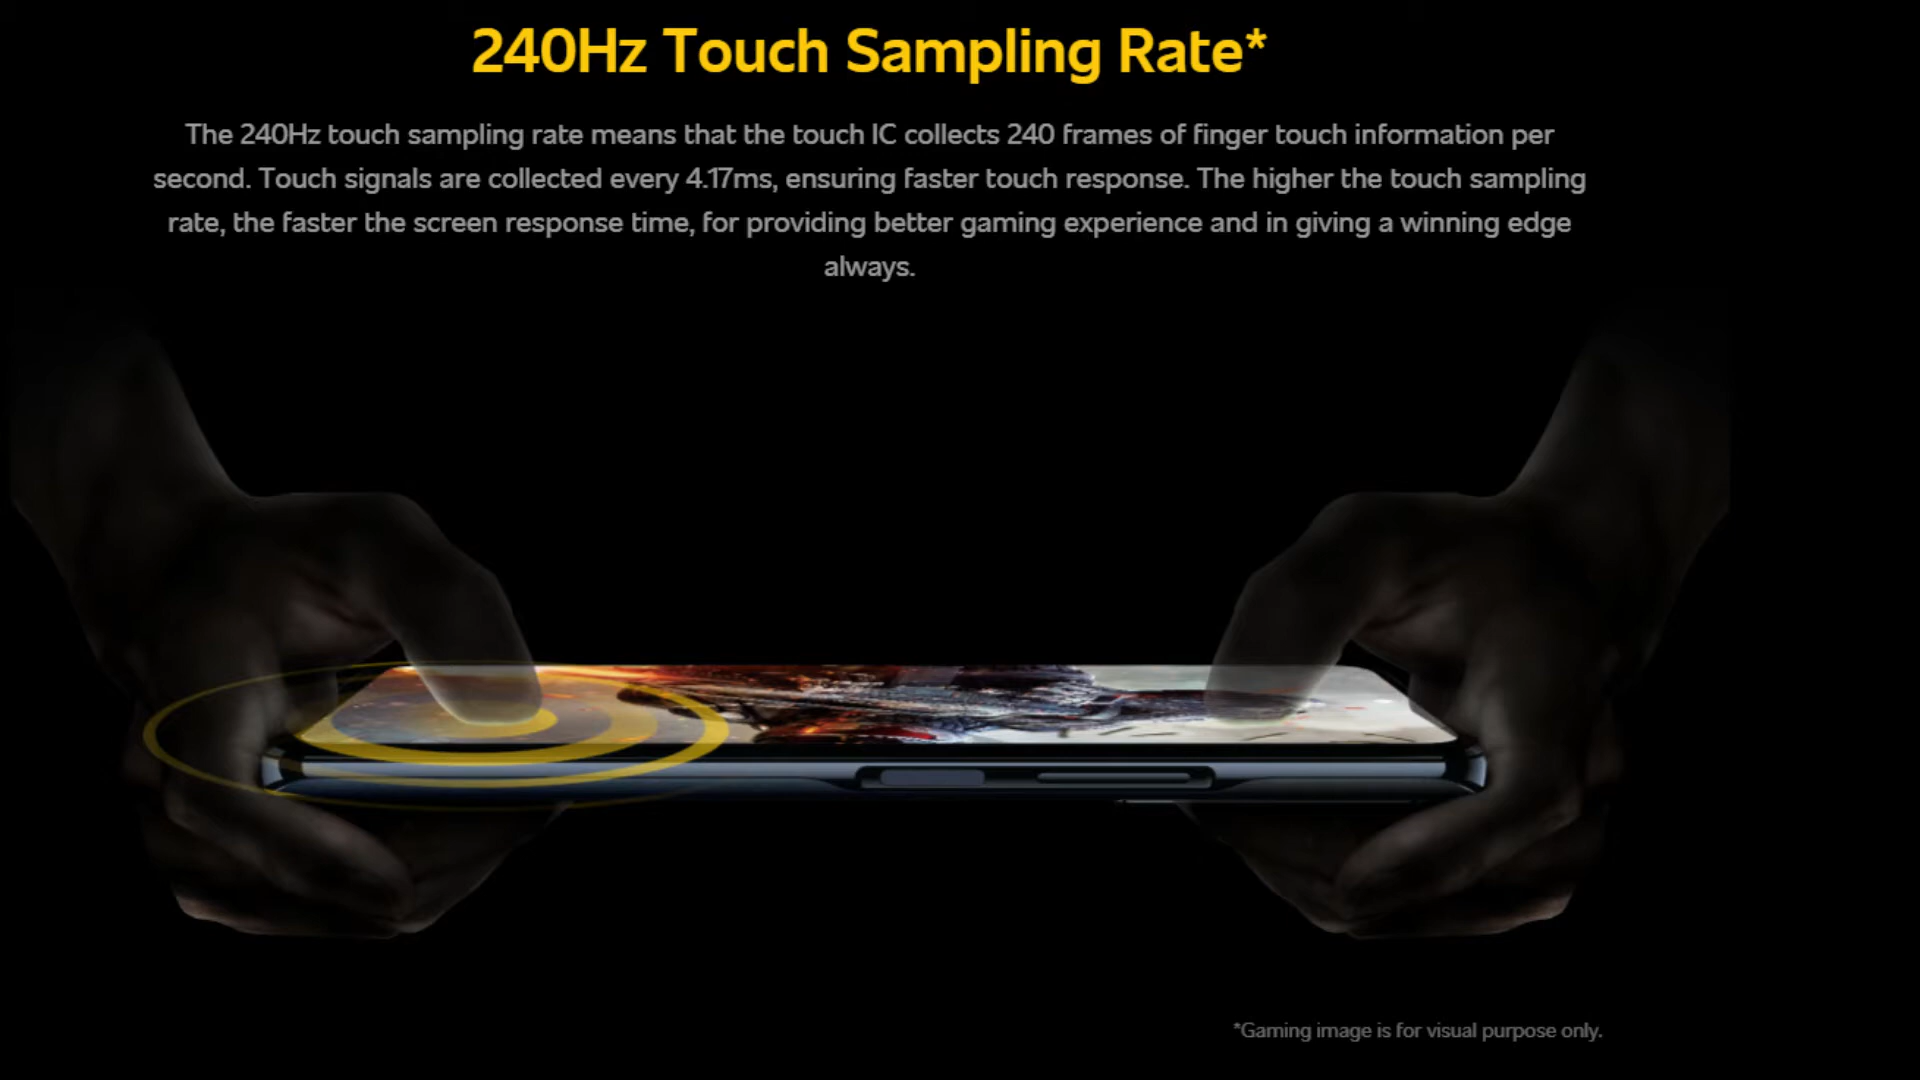 240Hz Touch Sampling Rate*
The 240Hz touch sampling rate means that the touch IC collects 240 frames of finger touch information per
second. Touch signals are collected every 4.17ms, ensuring faster touch response. The higher the touch sampling
rate, the faster the screen response time, for providing better gaming experience and in giving a winning edge
always.
*Gaming image is for visual purpose only.